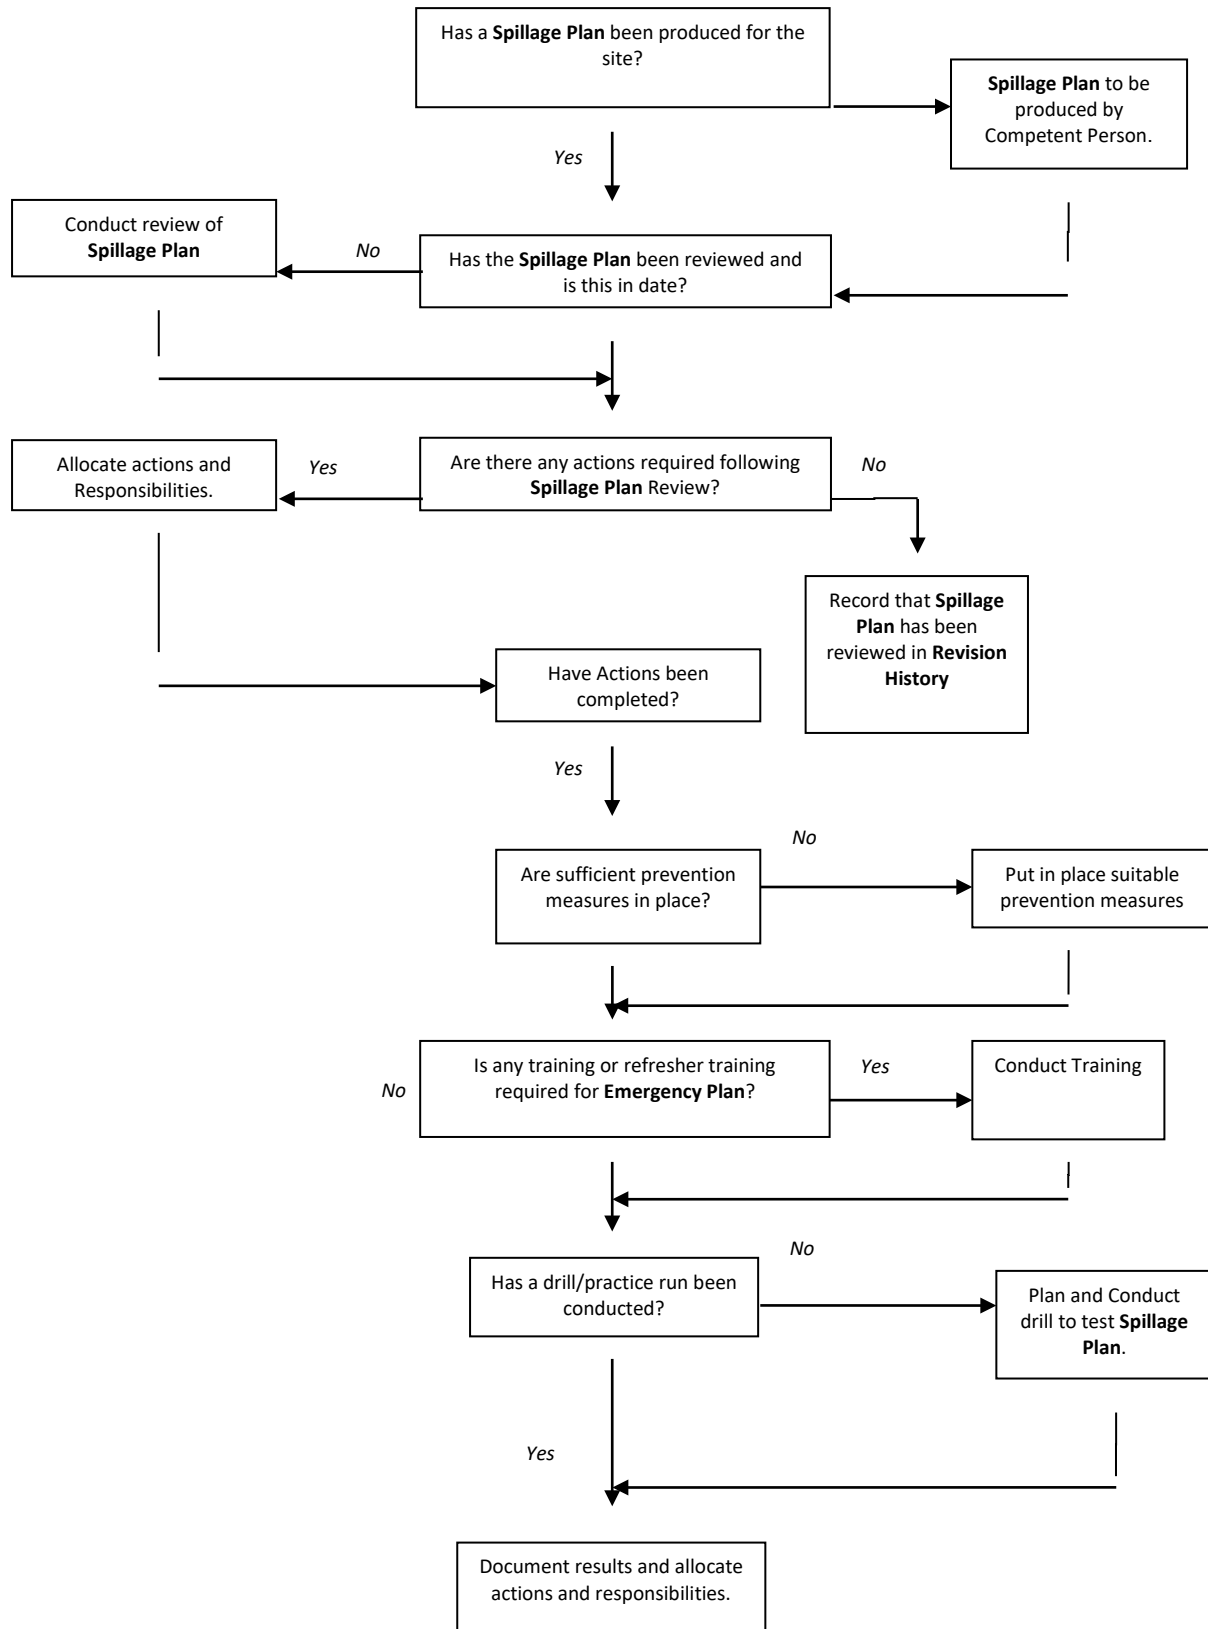 Has a Spillage Plan been produced for the
site?
Spillage Plan to be
produced by
Competent Person.
Yes
Conduct review of
Spillage Plan
No
Has the Spillage Plan been reviewed and
is this in date?
Allocate actions and
Responsibilities.
Yes
Are there any actions required following
Spillage Plan Review?
No
Record that Spillage
Plan has been
reviewed in Revision
History
Have Actions been
completed?
Yes
No
Are sufficient prevention
measures in place?
Put in place suitable
prevention measures
No
Is any training or refresher training
required for Emergency Plan?
Yes
Conduct Training
No
Has a drill/practice run been
conducted?
Plan and Conduct
drill to test Spillage
Plan.
Yes
Document results and allocate
actions and responsibilities.